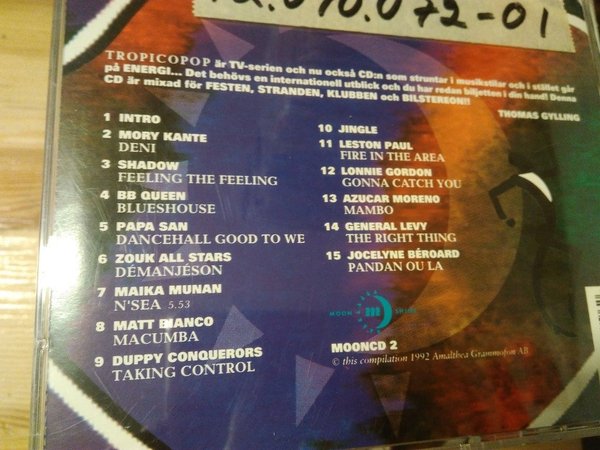 TROPICOPOP är TV-serien och nu också CD:n som struntar i musikstilar och i stället går
på ENERGI... Det behövs en internationell utblick och du har redan biljetten i din hand! Denna
CD är mixad för FESTEN, STRANDEN, KLUBBEN och BILSTEREON!!
THOMAS GYLLING
1 INTRO
2 MORY KANTE
DENI
3 SHADOW
FEELING THE FEELING
4 BB QUEEN
BLUESHOUSE
5 PAPA SAN
DANCEHALL GOOD TO WE
6 ZOUK ALL STARS
DÉMANJÉSON
7 MAIKA MUNAN
N'SEA 5.53
8 MATT BIANCO
MACUMBA
9 DUPPY CONQUERORS
TAKING CONTROL
10 JINGLE
11 LESTON PAUL
FIRE IN THE AREA
12 LONNIE GORDON
GONNA CATCH YOU
13 AZUCAR MORENO
MAMBO
14 GENERAL LEVY
THE RIGHT THING
15 JOCELYNE BÉROARD
PANDAN OU LA
MOON SHINE
MOONCD 2
© this compilation 1992 Amalthea Grammofon AB